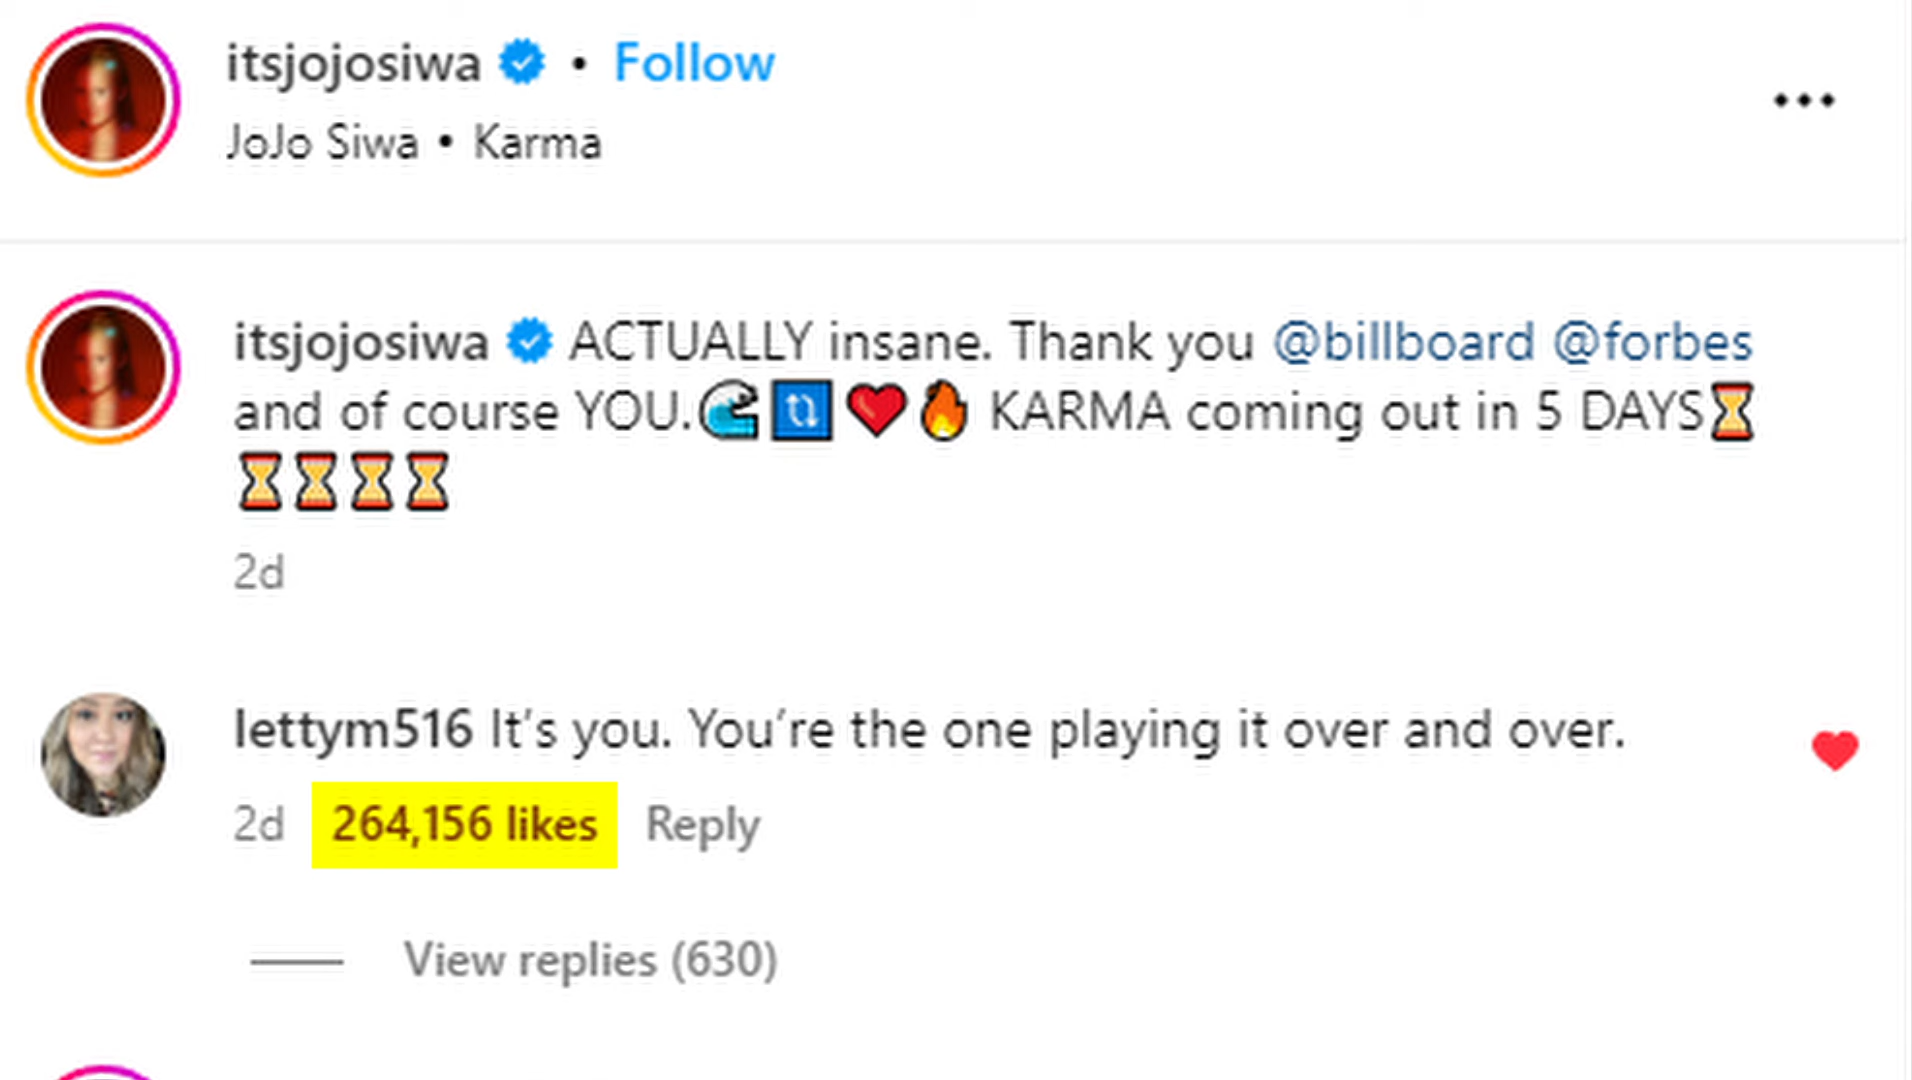 itsjojosiwa • Follow
JoJo Siwa • Karma
itsjojosiwa ACTUALLY insane. Thank you @billboard @forbes
and of course YOU.🌊🔃❤️🔥 KARMA coming out in 5 DAYS⏳
⏳⏳⏳⏳
2d
lettym516 It’s you. You’re the one playing it over and over.
2d 264,156 likes Reply
View replies (630)